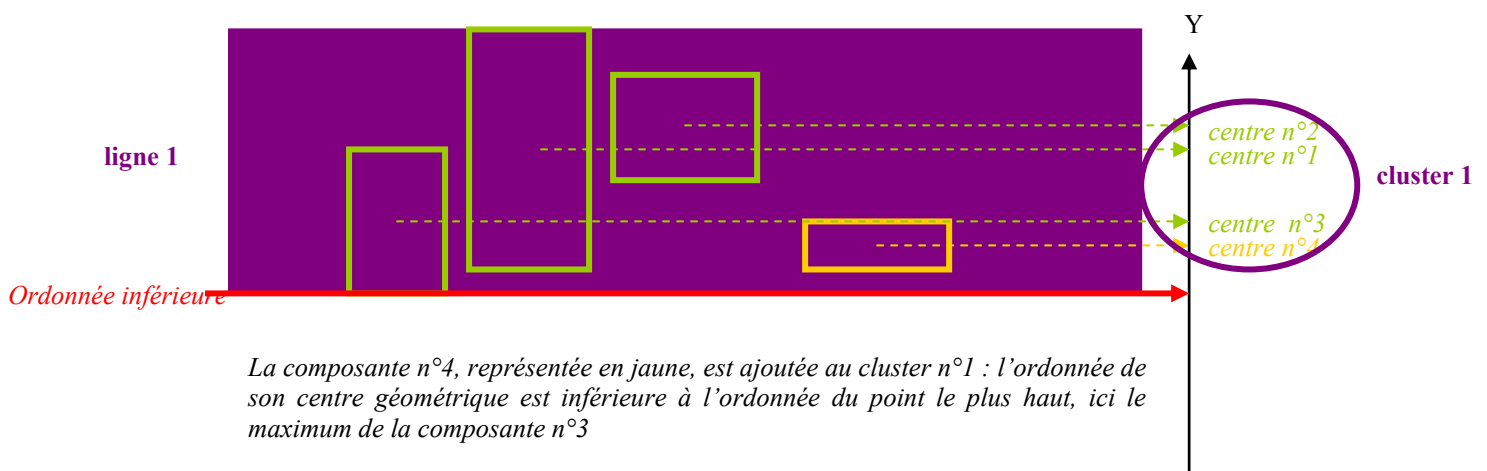 Y
centre n°2
ligne 1
centre n°1
cluster 1
centre n°3
centre n°4
Ordonnée inférieure
La composante n°4, représentée en jaune, est ajoutée au cluster n°1 : l'ordonnée de
son centre géométrique est inférieure à l'ordonnée du point le plus haut, ici le
maximum de la composante n°3